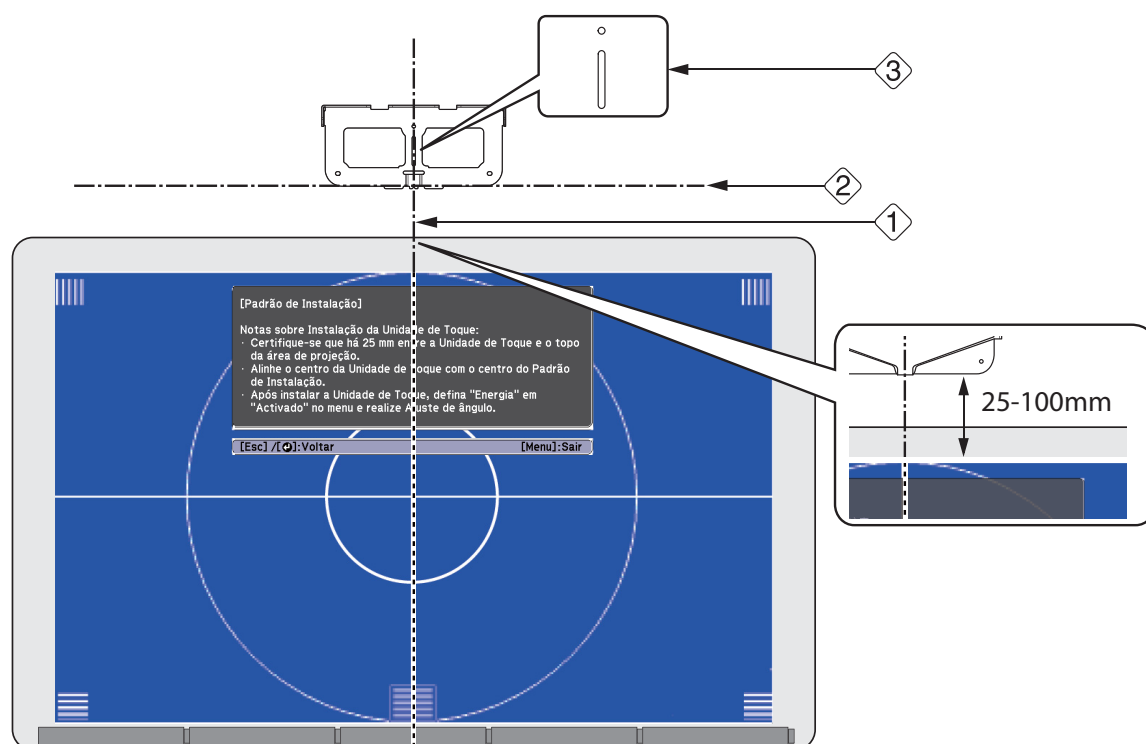 3
2
1
[Padrão de Instalação]
Notas sobre Instalação da Unidade de Toque:
· Certifique-se que há 25 mm entre a Unidade de Toque e o topo
da área de projeção.
· Alinhe o centro da Unidade de Toque com o centro do Padrão
de Instalação.
· Após instalar a Unidade de Toque, defina "Energia" em
"Activado" no menu e realize Ajuste de ângulo.
[Esc] /[⏎]:Voltar
[Menu]:Sair
25-100mm